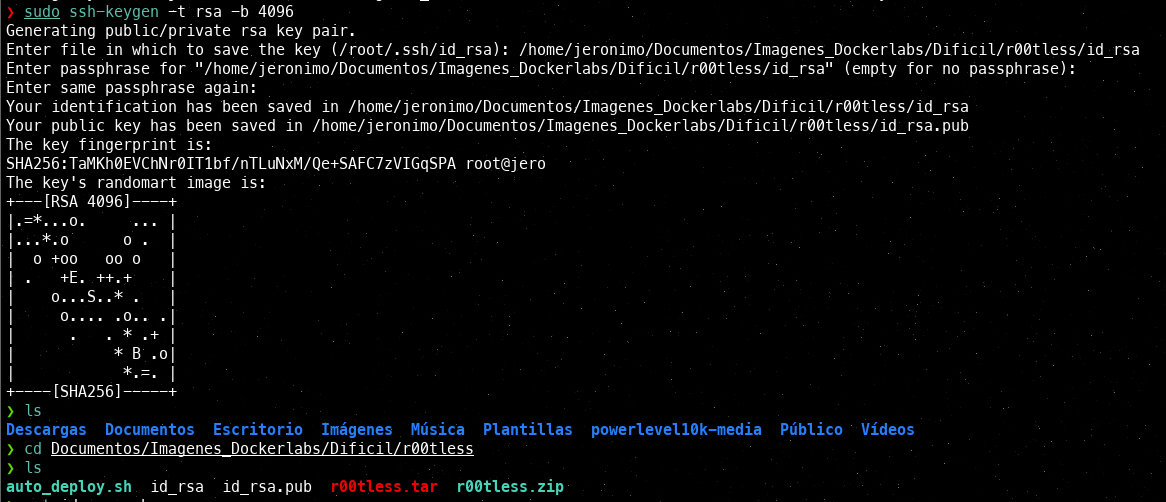 ❯ sudo ssh-keygen -t rsa -b 4096
Generating public/private rsa key pair.
Enter file in which to save the key (/root/.ssh/id_rsa): /home/jeronimo/Documentos/Imagenes_Dockerlabs/Dificil/r00tless/id_rsa
Enter passphrase for "/home/jeronimo/Documentos/Imagenes_Dockerlabs/Dificil/r00tless/id_rsa" (empty for no passphrase):
Enter same passphrase again:
Your identification has been saved in /home/jeronimo/Documentos/Imagenes_Dockerlabs/Dificil/r00tless/id_rsa
Your public key has been saved in /home/jeronimo/Documentos/Imagenes_Dockerlabs/Dificil/r00tless/id_rsa.pub
The key fingerprint is:
SHA256:TaMKh0EVChNr0IT1bf/nTLuNxM/Qe+SAFC7zVIGqSPA root@jero
The key's randomart image is:
+---[RSA 4096]----+
|.=*...o.     ... |
|...*.o      o .  |
|  o +oo   oo o   |
| .   +E. ++.+    |
|    o...S..* .   |
|     o.... .o.. .|
|      .   . * .+ |
|           * B .o|
|            *.=. |
+----[SHA256]-----+
❯ ls
Descargas  Documentos  Escritorio  Imágenes  Música  Plantillas  powerlevel10k-media  Público  Vídeos
❯ cd Documentos/Imagenes_Dockerlabs/Dificil/r00tless
❯ ls
auto_deploy.sh  id_rsa  id_rsa.pub  r00tless.tar  r00tless.zip